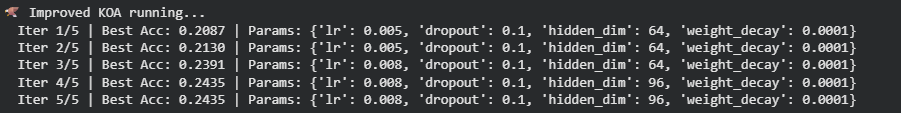 🚀 Improved KOA running...
Iter 1/5 | Best Acc: 0.2087 | Params: {'lr': 0.005, 'dropout': 0.1, 'hidden_dim': 64, 'weight_decay': 0.0001}
Iter 2/5 | Best Acc: 0.2130 | Params: {'lr': 0.005, 'dropout': 0.1, 'hidden_dim': 64, 'weight_decay': 0.0001}
Iter 3/5 | Best Acc: 0.2391 | Params: {'lr': 0.008, 'dropout': 0.1, 'hidden_dim': 64, 'weight_decay': 0.0001}
Iter 4/5 | Best Acc: 0.2435 | Params: {'lr': 0.008, 'dropout': 0.1, 'hidden_dim': 96, 'weight_decay': 0.0001}
Iter 5/5 | Best Acc: 0.2435 | Params: {'lr': 0.008, 'dropout': 0.1, 'hidden_dim': 96, 'weight_decay': 0.0001}